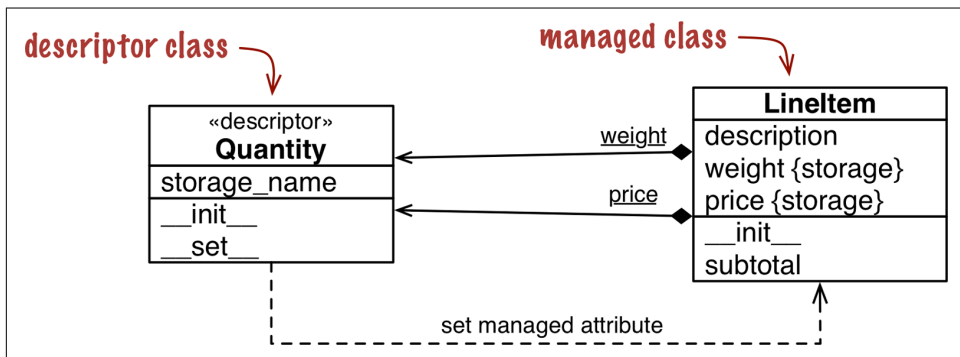 descriptor class
managed class
«descriptor»
Quantity
storage_name
__init__
__set__
weight
price
LineItem
description
weight {storage}
price {storage}
__init__
subtotal
set managed attribute